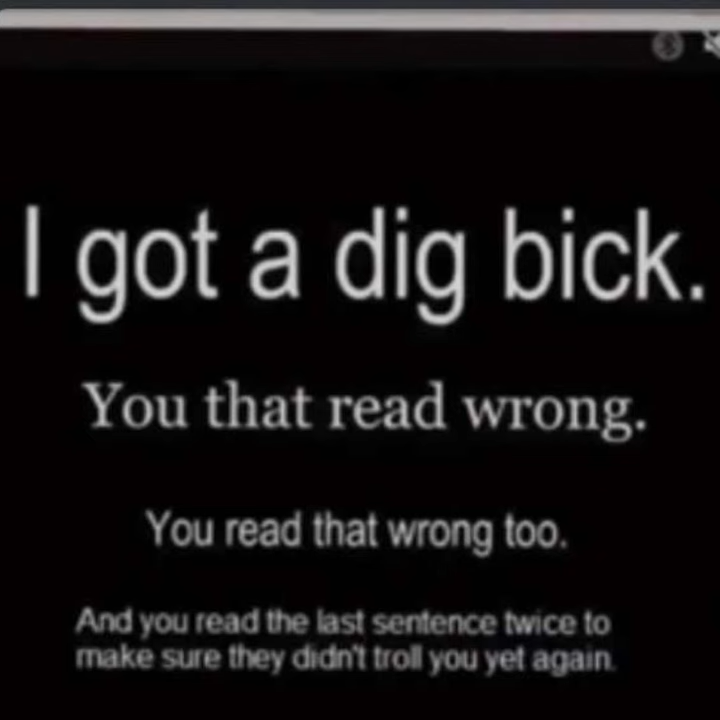 I got a dig bick.
You that read wrong.
You read that wrong too.
And you read the last sentence twice to
make sure they didn't troll you yet again.